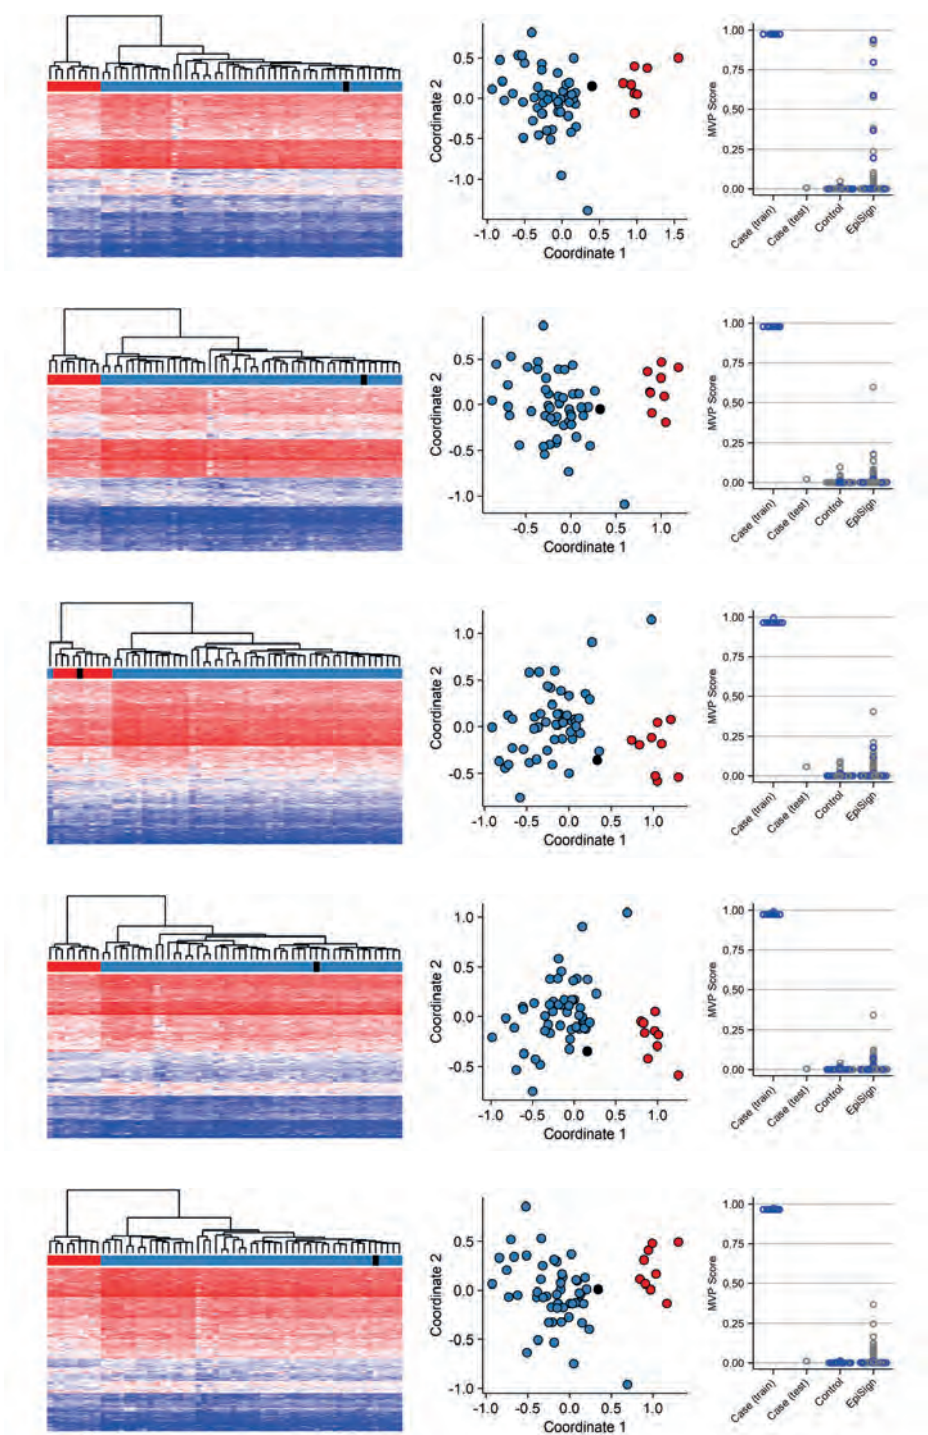 0.5
0.0
-0.5
-1.0
Coordinate 2
-1.0 -0.5 0.0 0.5 1.0 1.5
Coordinate 1
1.00
0.75
0.50
0.25
0.00
MVP Score
Case (train) Case (test) Control EpiSign
0.5
0.0
-0.5
-1.0
Coordinate 2
-0.5 0.0 0.5 1.0
Coordinate 1
1.00
0.75
0.50
0.25
0.00
MVP Score
Case (train) Case (test) Control EpiSign
1.0
0.5
0.0
-0.5
Coordinate 2
-0.5 0.0 0.5 1.0
Coordinate 1
1.00
0.75
0.50
0.25
0.00
MVP Score
Case (train) Case (test) Control EpiSign
1.0
0.5
0.0
-0.5
Coordinate 2
-1.0 -0.5 0.0 0.5 1.0
Coordinate 1
1.00
0.75
0.50
0.25
0.00
MVP Score
Case (train) Case (test) Control EpiSign
0.5
0.0
-0.5
-1.0
Coordinate 2
-1.0 -0.5 0.0 0.5 1.0
Coordinate 1
1.00
0.75
0.50
0.25
0.00
MVP Score
Case (train) Case (test) Control EpiSign